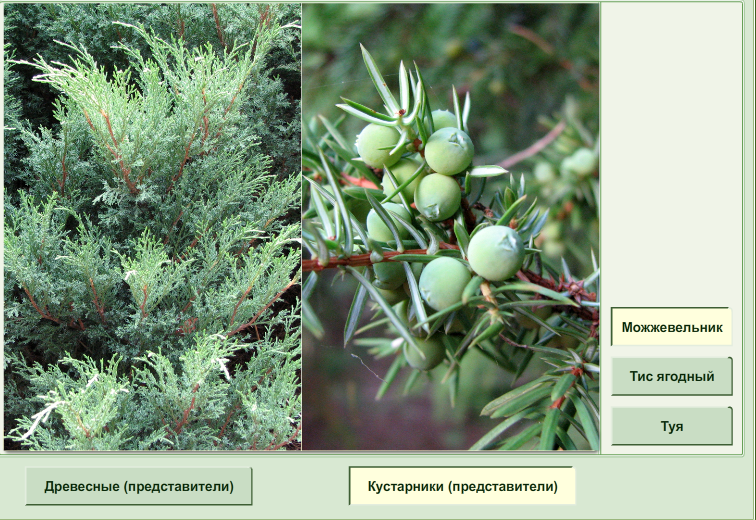 Можжевельник
Тис ягодный
Туя
Древесные (представители)
Кустарники (представители)